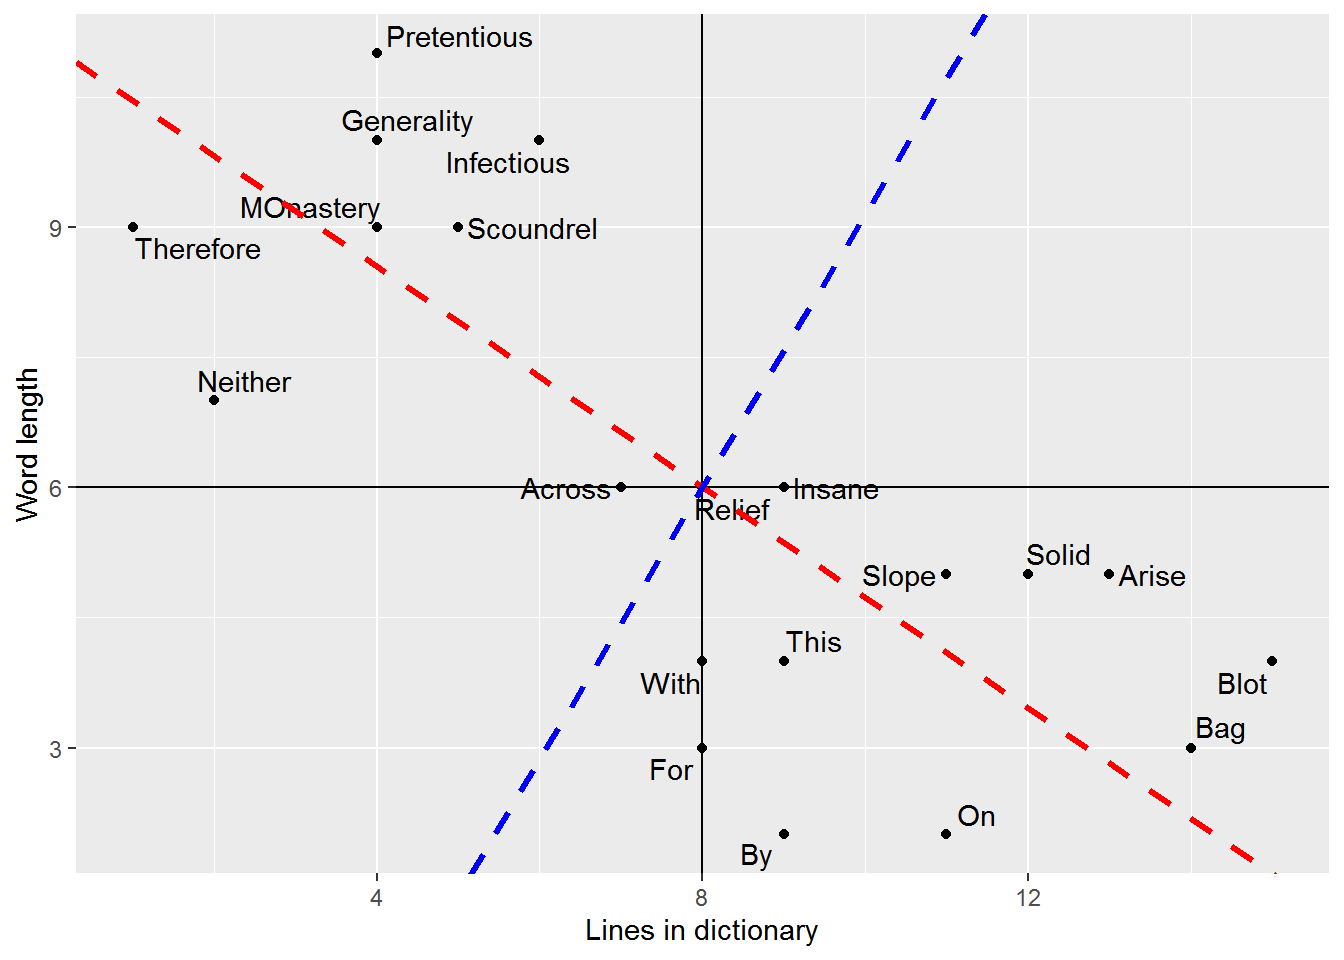 Pretentious
Generality
Infectious
MOnastery
Scoundrel
Therefore
Neither
Across
Insane
Relief
Solid
Slope
Arise
This
With
Blot
Bag
For
On
By
9
6
3
Word length
4
8
12
Lines in dictionary